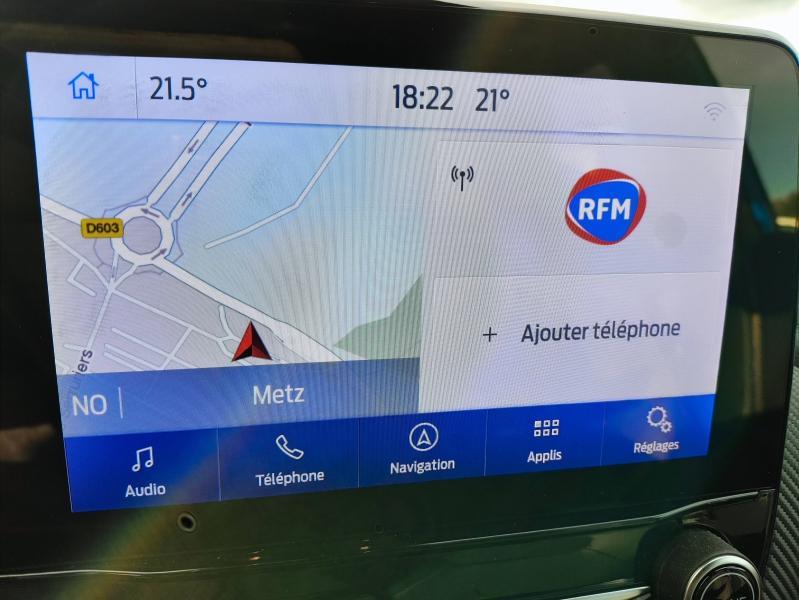 21.5° 18:22 21°
D603
RFM
+ Ajouter téléphone
NO Metz
Audio Téléphone Navigation Applis Réglages